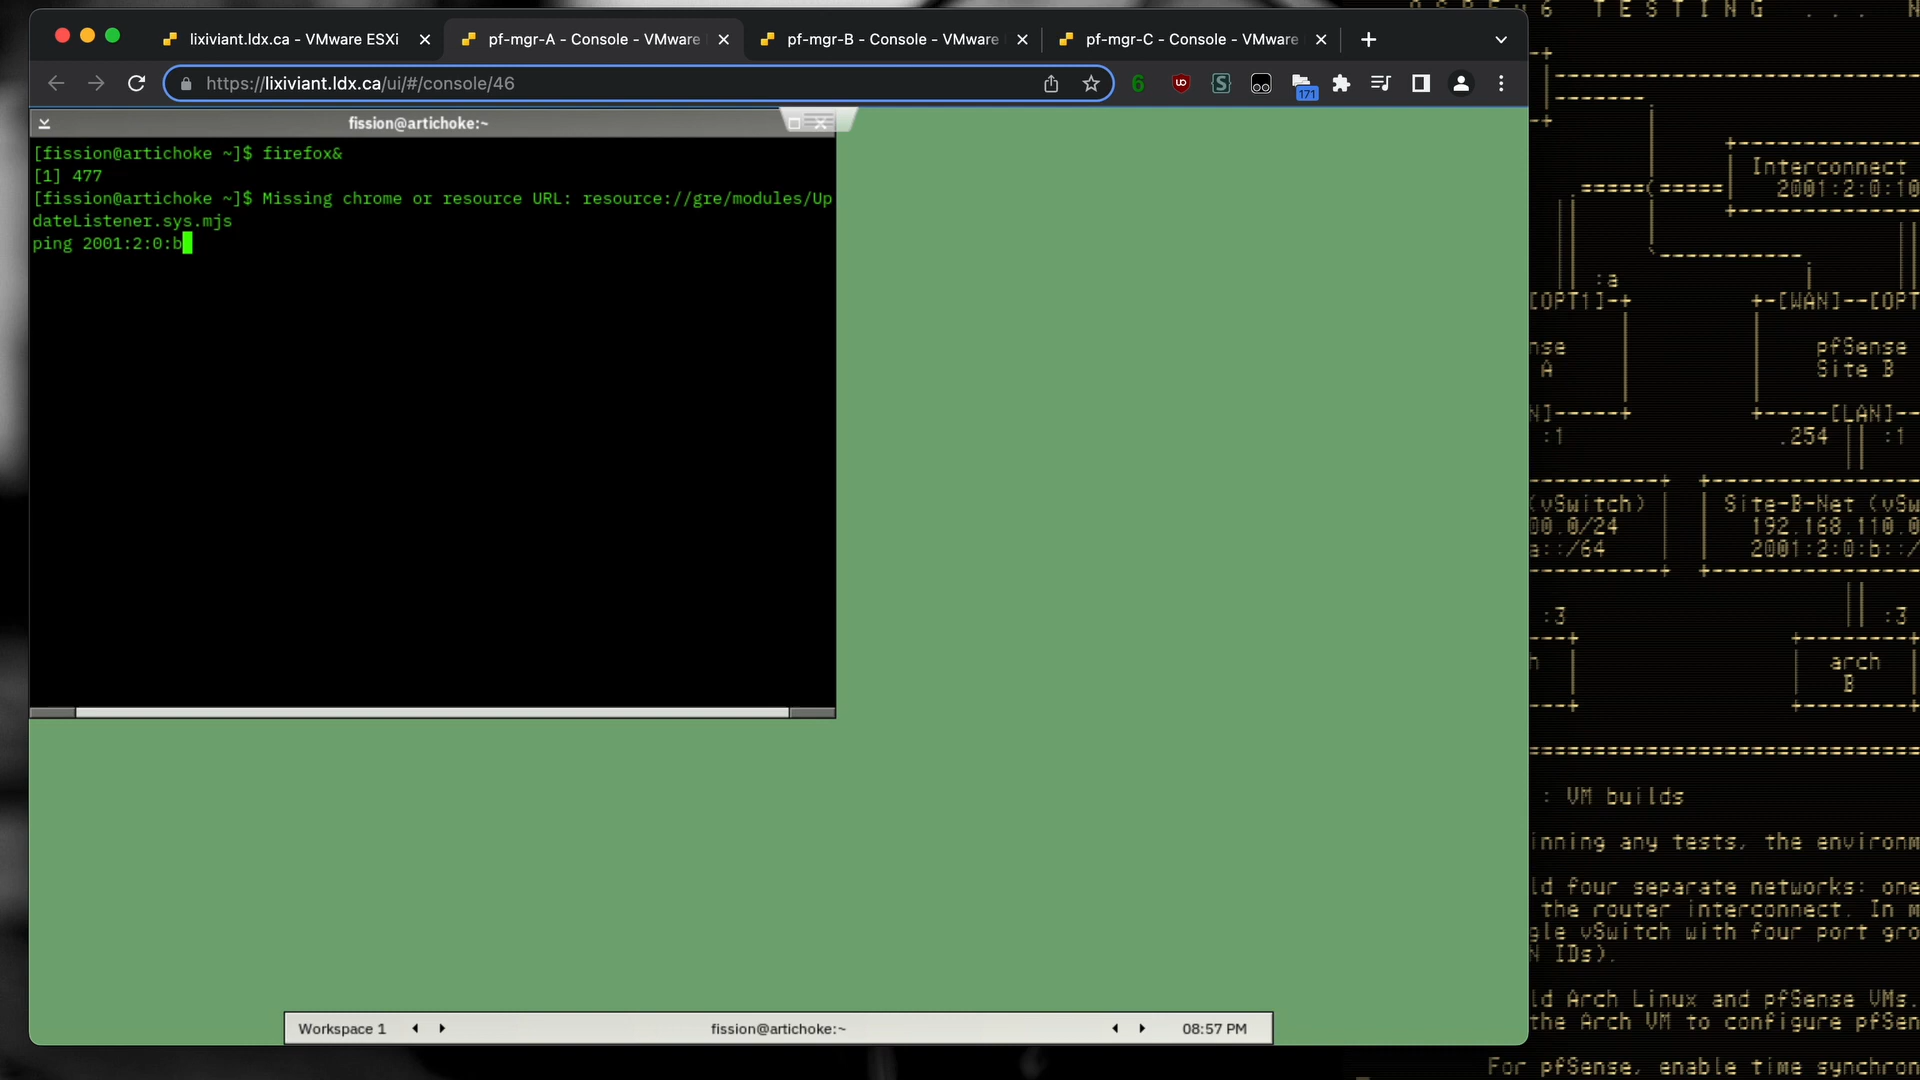 lixiviant.ldx.ca - VMware ESXi
pf-mgr-A - Console - VMware
pf-mgr-B - Console - VMware
pf-mgr-C - Console - VMware
https://lixiviant.ldx.ca/ui/#/console/46
6
171
fission@artichoke:~
[fission@artichoke ~]$ firefox&
[1] 477
[fission@artichoke ~]$ Missing chrome or resource URL: resource://gre/modules/Up
dateListener.sys.mjs
ping 2001:2:0:b
Workspace 1
fission@artichoke:~
08:57 PM
6 TESTING ... N
Interconnect
2001:2:0:10
:a
[OPT1]-+ +-[WAN]--[OPT
nse pfSense
A Site B
N]-----+ +-----[LAN]--
:1 .254 || :1
(vSwitch) Site-B-Net (vSw
00.0/24 192.168.110.0
a::/64 2001:2:0:b::/
:3 :3
h arch
B
: VM builds
inning any tests, the environm
ld four separate networks: one
the router interconnect. In m
gle vSwitch with four port gro
N IDs).
ld Arch Linux and pfSense VMs.
the Arch VM to configure pfSen
For pfSense, enable time synchron